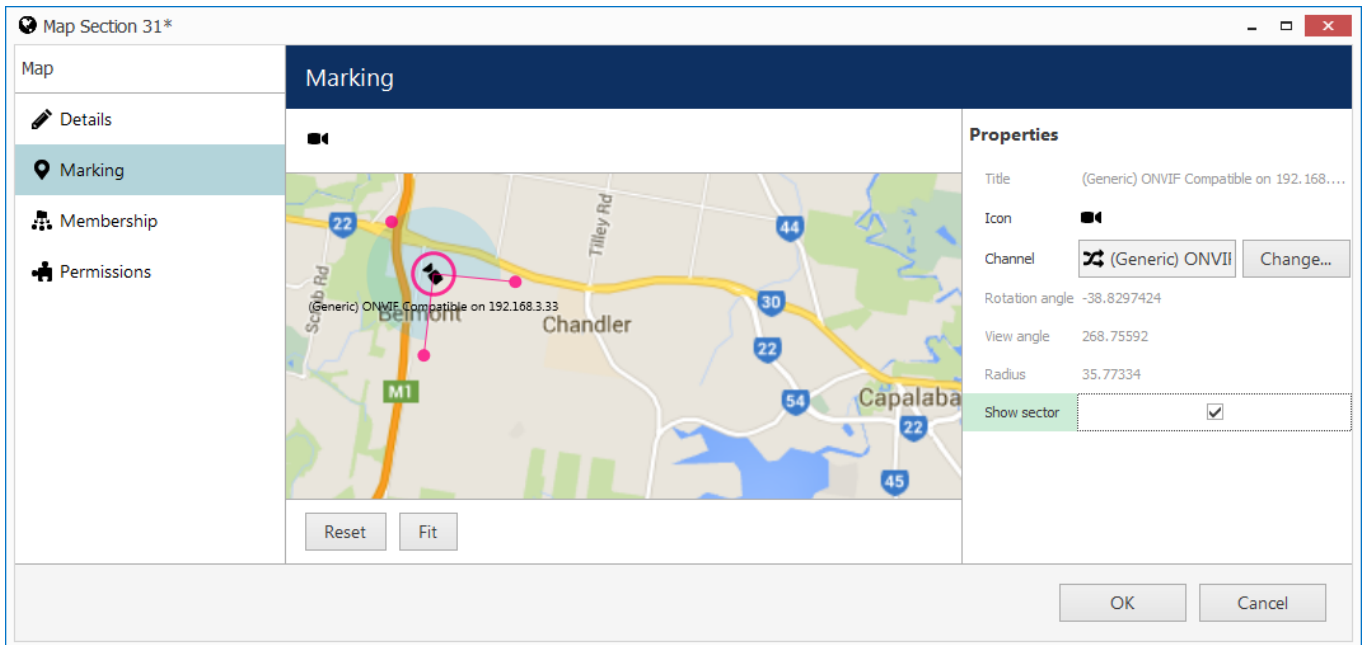 Map Section 31*
Map
Details
Marking
Membership
Permissions
Marking
22
Tilley Rd
44
Scrub Rd
(Generic) ONVIF Compatible on 192.168.3.33
Belmont
Chandler
30
22
M1
54
Capalaba
22
45
Reset
Fit
Properties
Title (Generic) ONVIF Compatible on 192.168....
Icon
Channel (Generic) ONVIF Change...
Rotation angle -38.8297424
View angle 268.75592
Radius 35.77334
Show sector
OK
Cancel